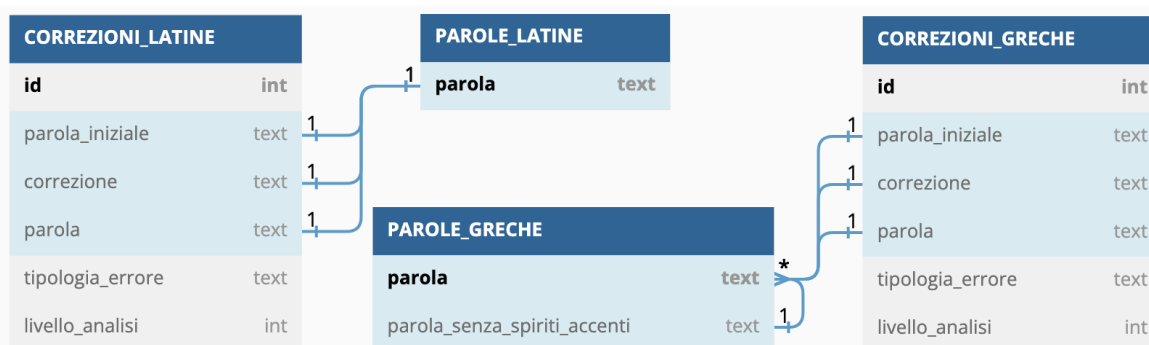 CORREZIONI_LATINE
id int
parola_iniziale text
correzione text
parola text
tipologia_errore text
livello_analisi int
1
1
1
1
PAROLE_LATINE
parola text
PAROLE_GRECHE
parola text
parola_senza_spiriti_accenti text
*
1
1
1
1
CORREZIONI_GRECHE
id int
parola_iniziale text
correzione text
parola text
tipologia_errore text
livello_analisi int